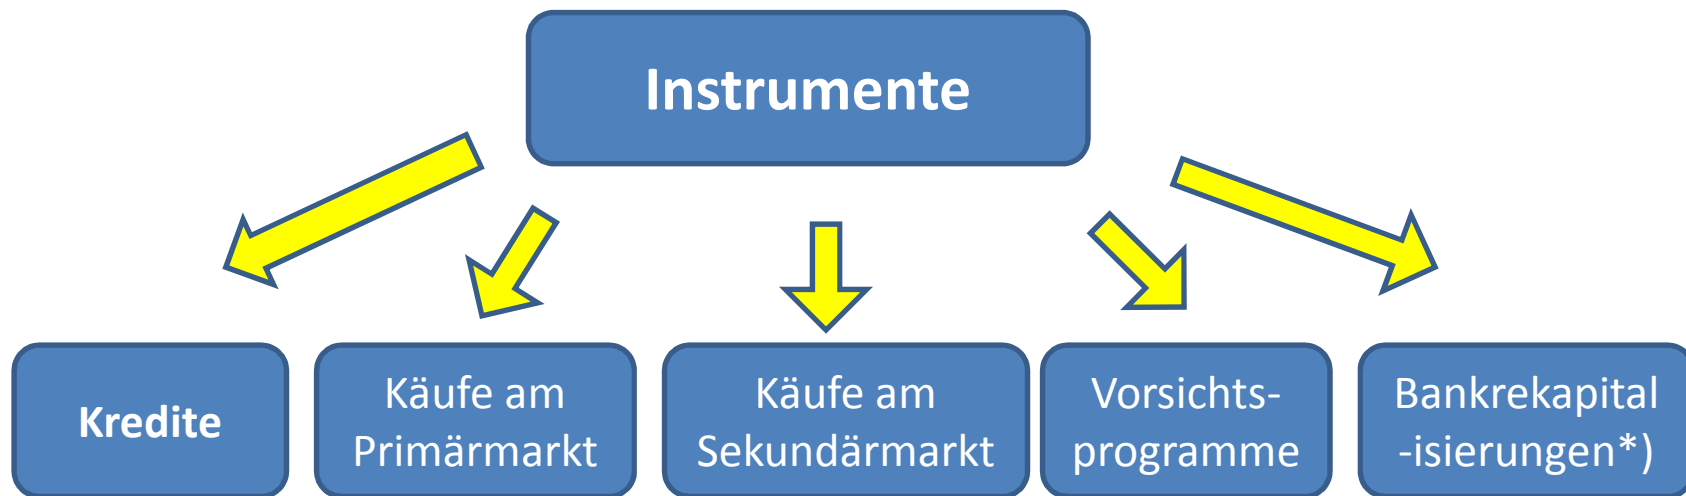 Instrumente
Kredite
Käufe am
Primärmarkt
Käufe am
Sekundärmarkt
Vorsichts-
programme
Bankrekapital
-isierungen*)